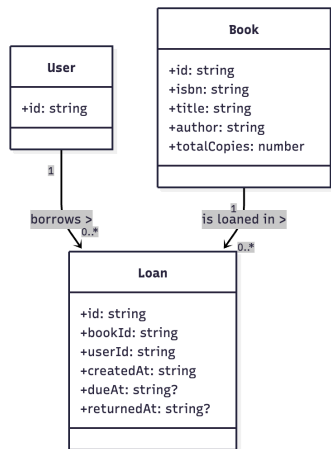 User
+id: string
Book
+id: string
+isbn: string
+title: string
+author: string
+totalCopies: number
1
borrows >
0..*
1
is loaned in >
0..*
Loan
+id: string
+bookId: string
+userId: string
+createdAt: string
+dueAt: string?
+returnedAt: string?